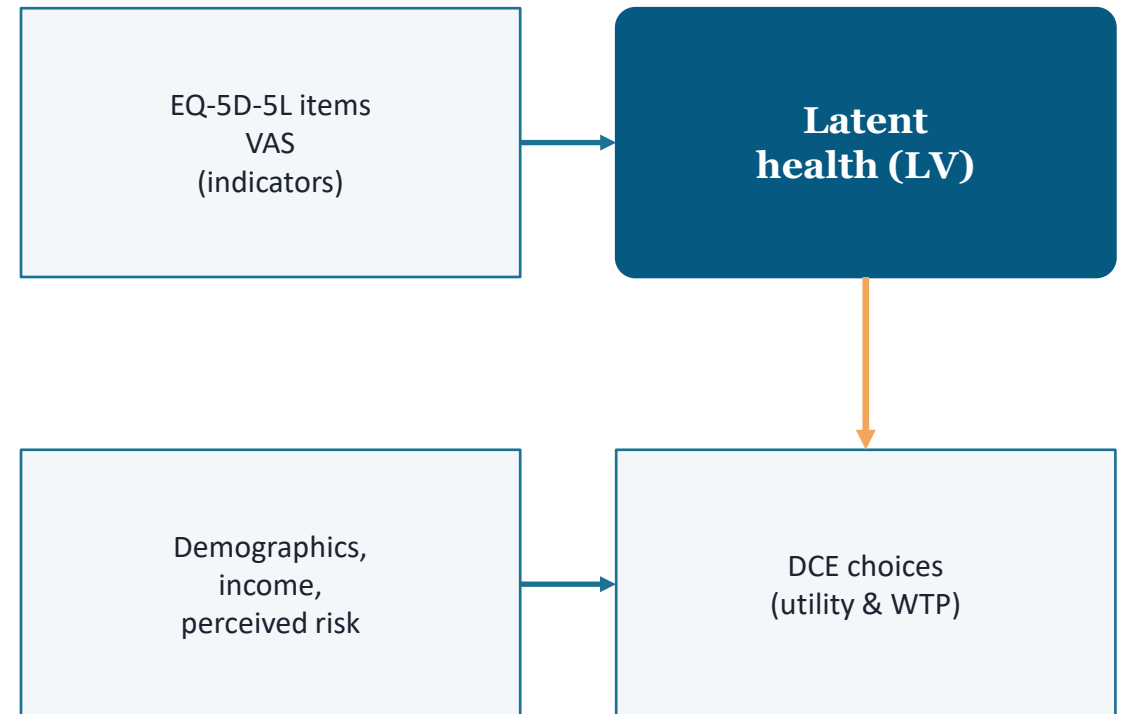 EQ-5D-5L items
VAS
(indicators)
Latent
health (LV)
Demographics,
income,
perceived risk
DCE choices
(utility & WTP)